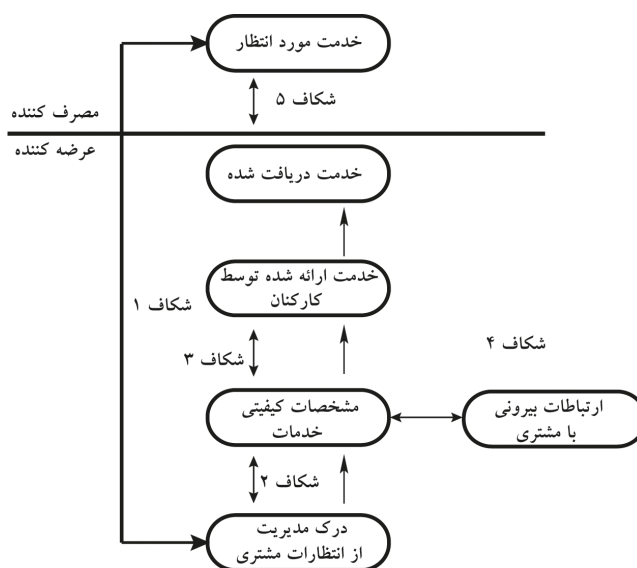 خدمت مورد انتظار
شکاف ۵
مصرف کننده
عرضه کننده
خدمت دریافت شده
خدمت ارائه شده توسط
کارکنان
شکاف ۱
شکاف ۳
شکاف ۴
مشخصات کیفیتی
خدمات
ارتباطات بیرونی
با مشتری
شکاف ۲
درک مدیریت
از انتظارات مشتری